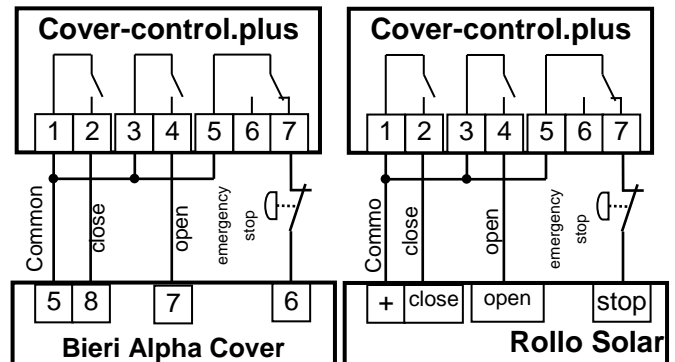 Cover-control.plus
1 2 3 4 5 6 7
Common
close
open
emergency
stop
5 8 7 6
Bieri Alpha Cover
Cover-control.plus
1 2 3 4 5 6 7
Commo
close
open
emergency
stop
+ close open stop
Rollo Solar